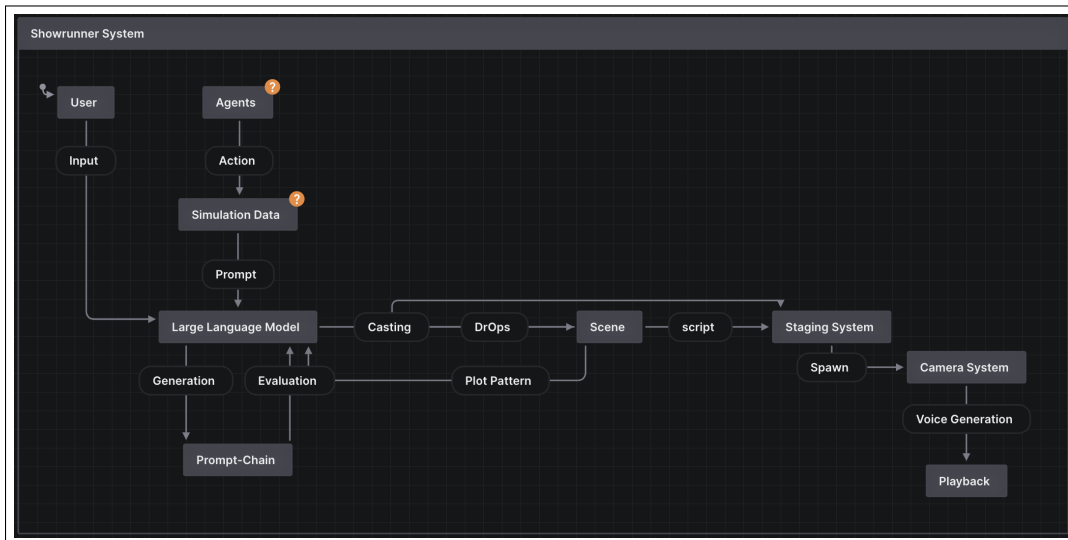 Showrunner System
User
Agents
?
Input
Action
Simulation Data
?
Prompt
Large Language Model
Casting
DrOps
Scene
script
Staging System
Generation
Evaluation
Plot Pattern
Spawn
Camera System
Voice Generation
Prompt-Chain
Playback